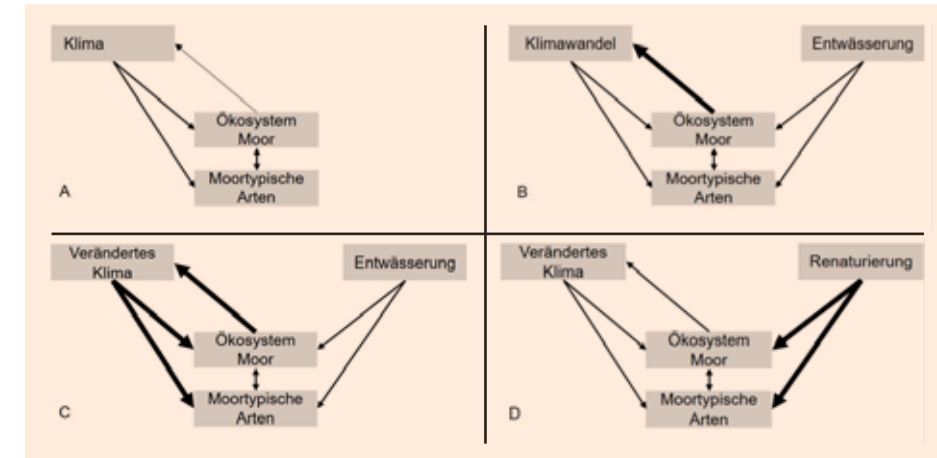 Klima
Ökosystem
Moor
Moortypische
Arten
A
Klimawandel
Entwässerung
Ökosystem
Moor
Moortypische
Arten
B
Verändertes
Klima
Entwässerung
Ökosystem
Moor
Moortypische
Arten
C
Verändertes
Klima
Renaturierung
Ökosystem
Moor
Moortypische
Arten
D